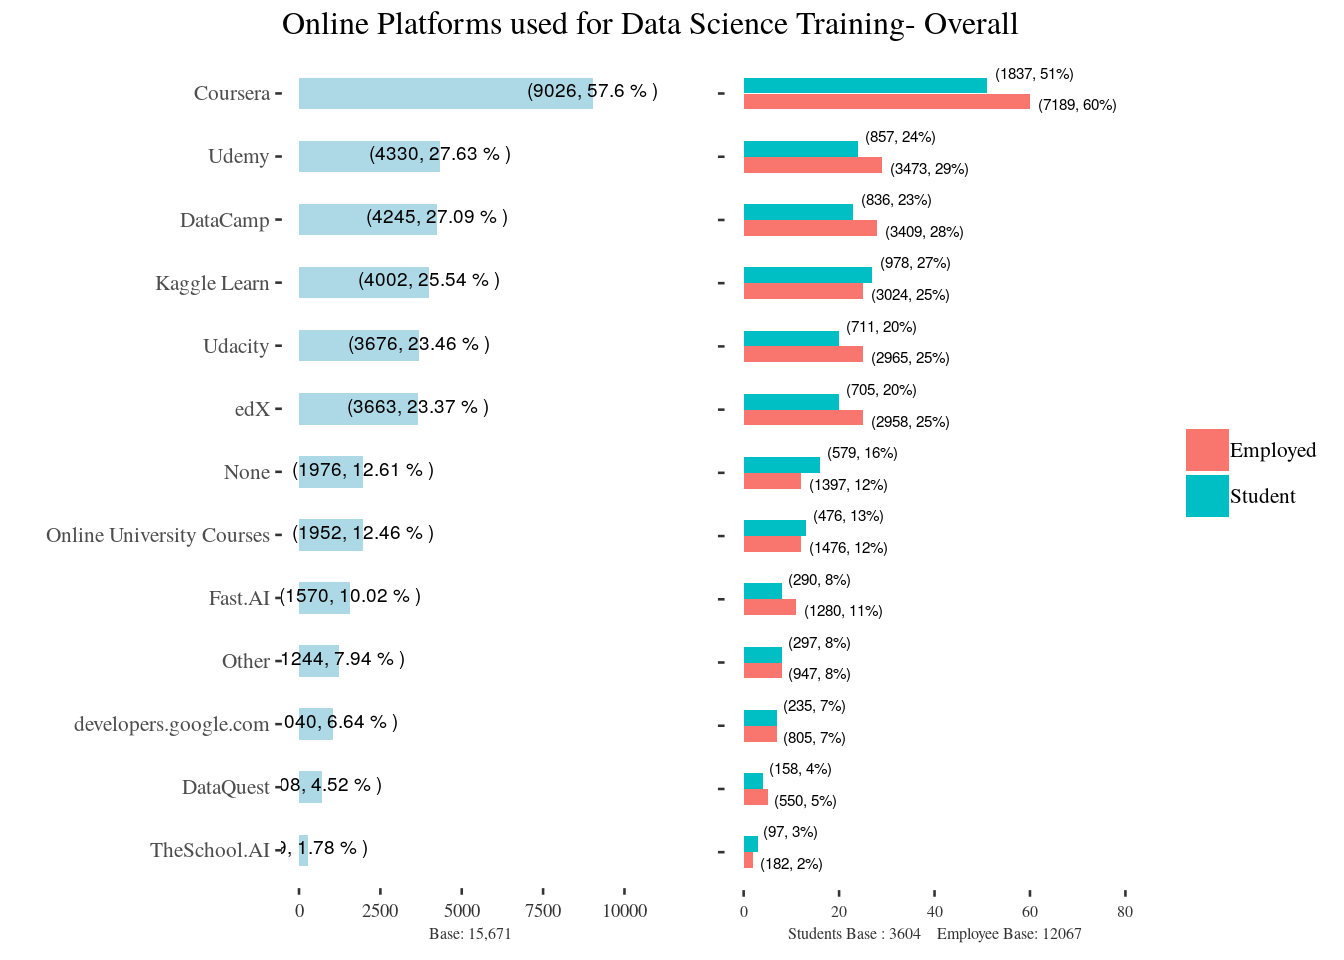 Online Platforms used for Data Science Training- Overall
Coursera
(9026, 57.6 % )
Udemy
(4330, 27.63 % )
DataCamp
(4245, 27.09 % )
Kaggle Learn
(4002, 25.54 % )
Udacity
(3676, 23.46 % )
edX
(3663, 23.37 % )
None
(1976, 12.61 % )
Online University Courses
(1952, 12.46 % )
Fast.AI
(1570, 10.02 % )
Other
1244, 7.94 % )
developers.google.com
040, 6.64 % )
DataQuest
08, 4.52 % )
TheSchool.AI
9, 1.78 % )
0 2500 5000 7500 10000
Base: 15,671
(1837, 51%)
(7189, 60%)
(857, 24%)
(3473, 29%)
(836, 23%)
(3409, 28%)
(978, 27%)
(3024, 25%)
(711, 20%)
(2965, 25%)
(705, 20%)
(2958, 25%)
(579, 16%)
(1397, 12%)
(476, 13%)
(1476, 12%)
(290, 8%)
(1280, 11%)
(297, 8%)
(947, 8%)
(235, 7%)
(805, 7%)
(158, 4%)
(550, 5%)
(97, 3%)
(182, 2%)
0 20 40 60 80
Students Base : 3604 Employee Base: 12067
Employed
Student